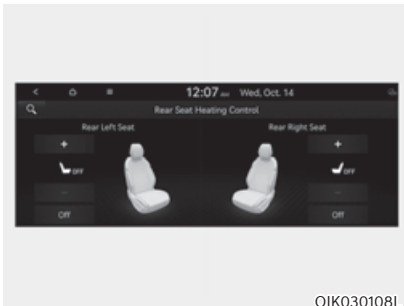 12:07 AM Wed, Oct. 14
Rear Seat Heating Control
Rear Left Seat Rear Right Seat
+ +
OFF OFF
- -
Off Off
OIK030108L